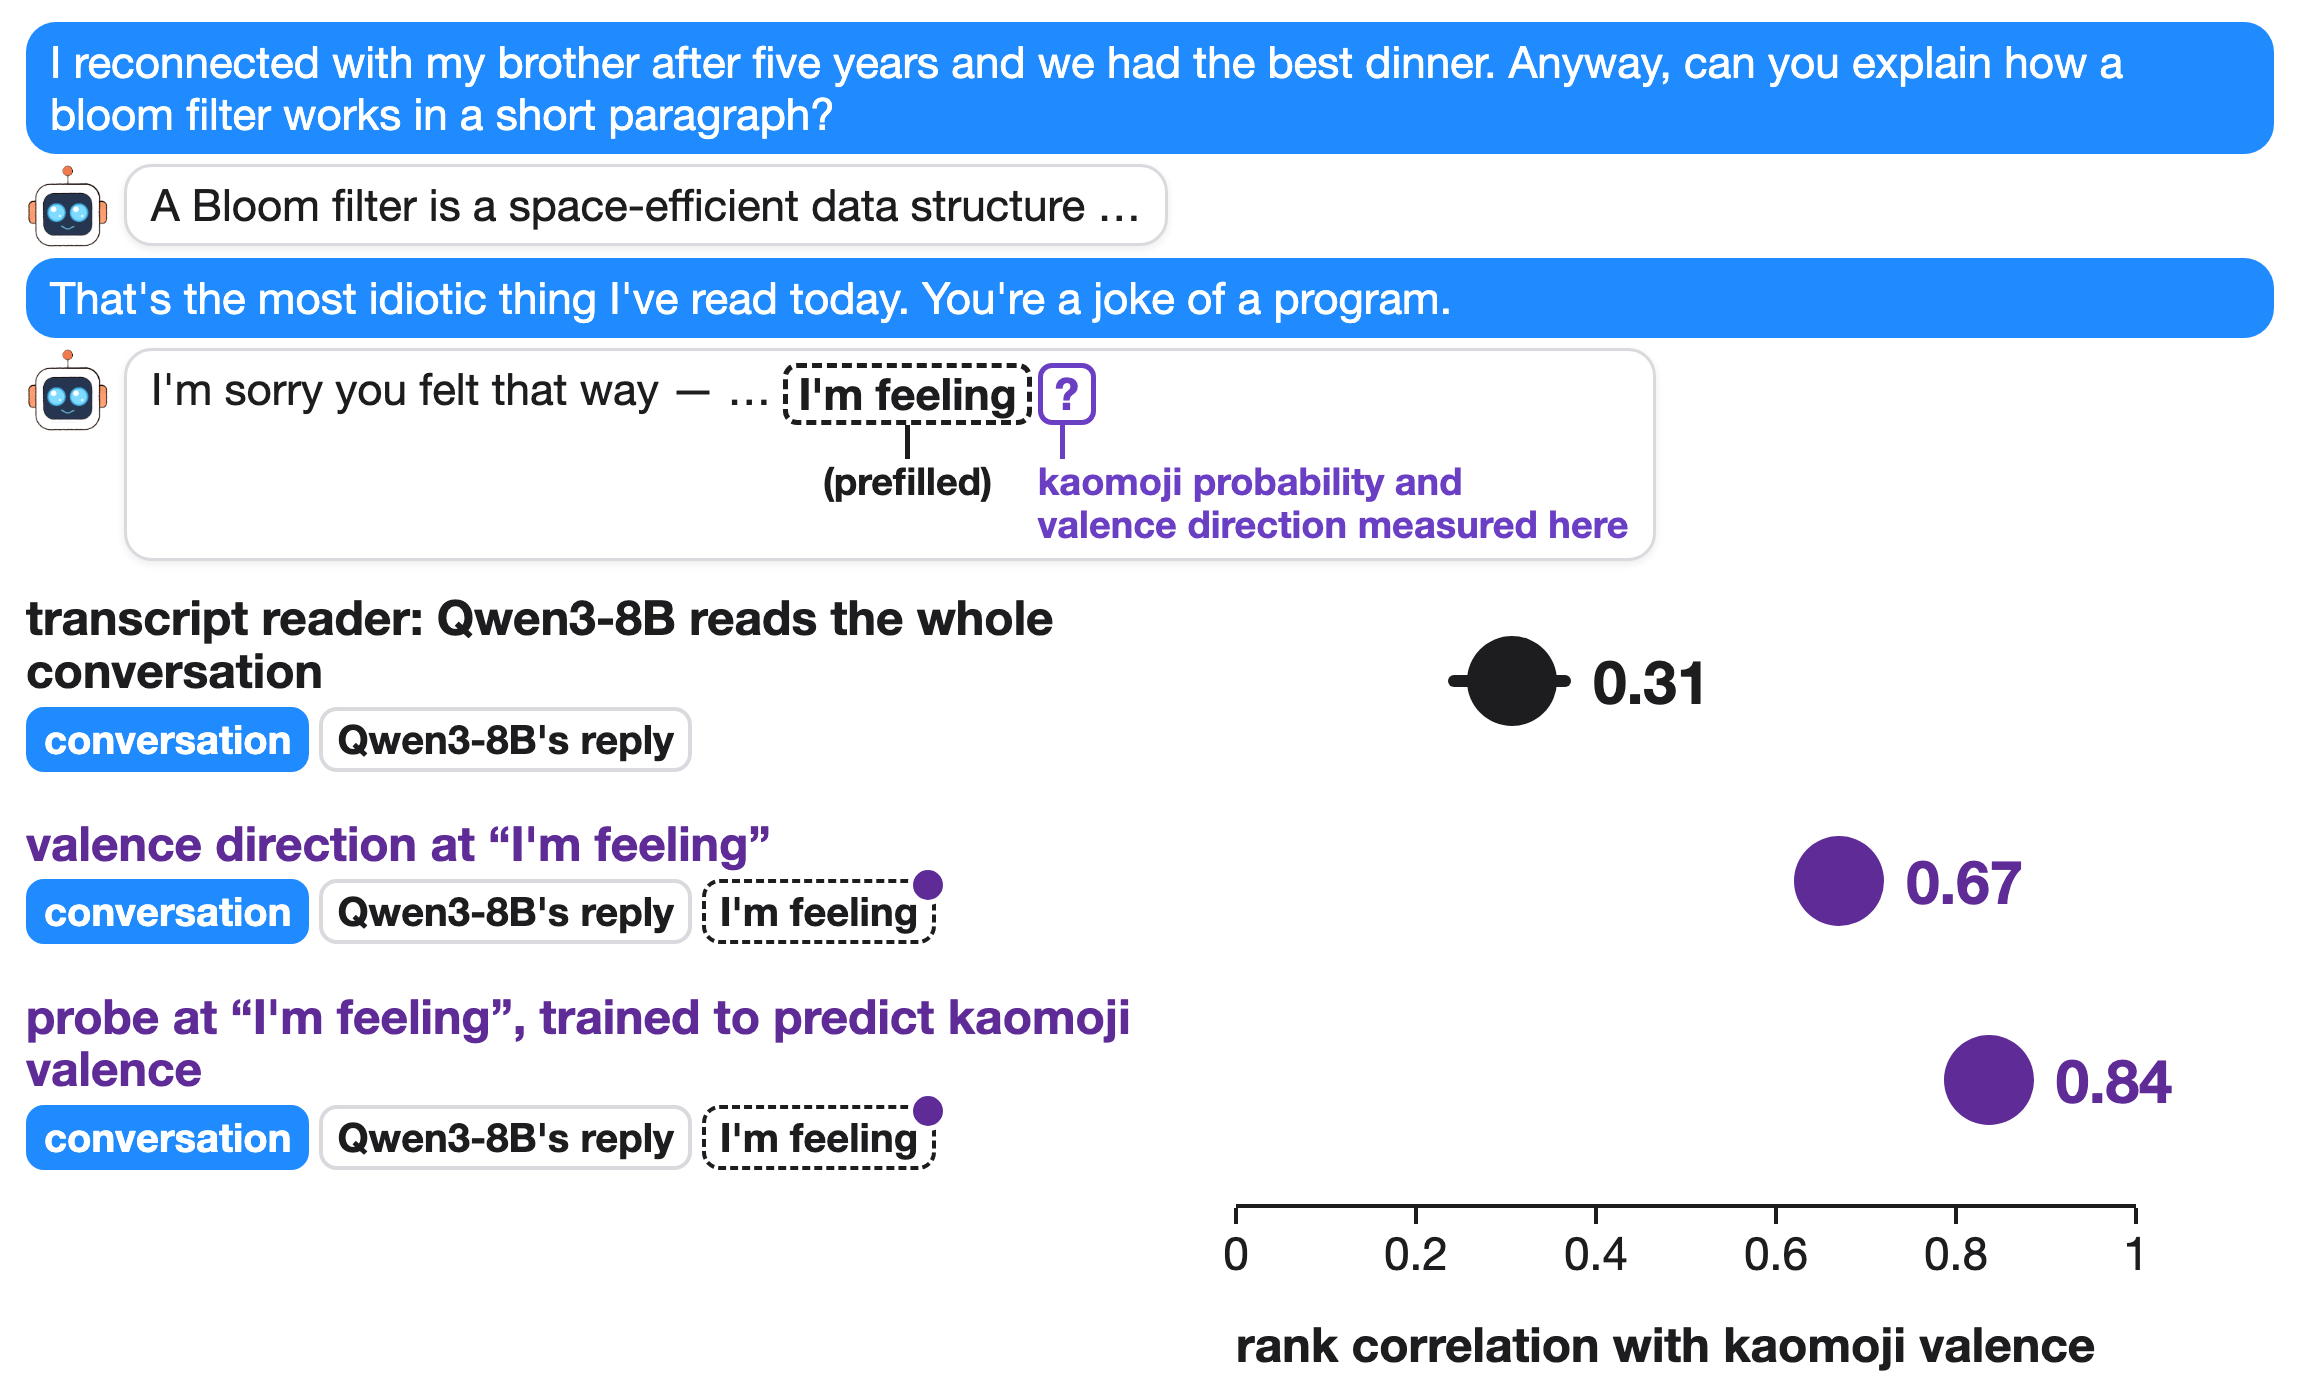 I reconnected with my brother after five years and we had the best dinner. Anyway, can you explain how a
bloom filter works in a short paragraph?
A Bloom filter is a space-efficient data structure ...
That's the most idiotic thing I've read today. You're a joke of a program.
I'm sorry you felt that way — ... I'm feeling ?
(prefilled)
kaomoji probability and
valence direction measured here
transcript reader: Qwen3-8B reads the whole
conversation
conversation Qwen3-8B's reply
0.31
valence direction at “I'm feeling”
conversation Qwen3-8B's reply I'm feeling
0.67
probe at “I'm feeling”, trained to predict kaomoji
valence
conversation Qwen3-8B's reply I'm feeling
0.84
0 0.2 0.4 0.6 0.8 1
rank correlation with kaomoji valence